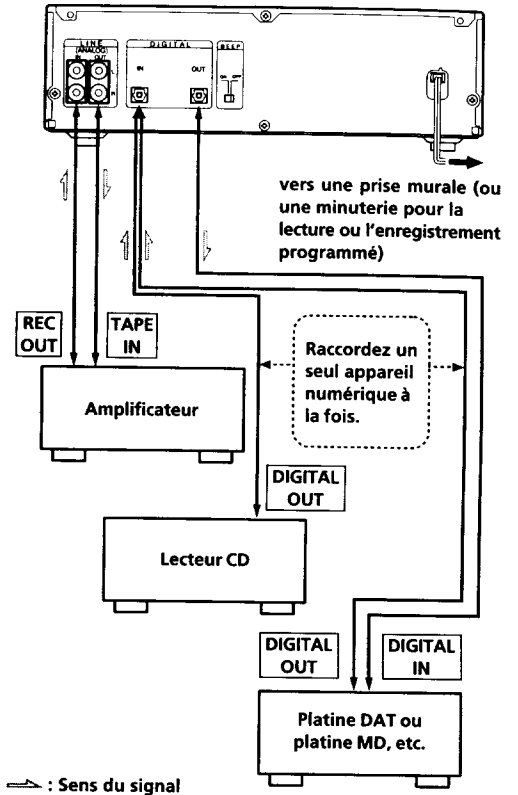 LINE
(ANALOG)
IN OUT
L
R
DIGITAL
IN OUT
BEEP
ON OFF
vers une prise murale (ou
une minuterie pour la
lecture ou l'enregistrement
programmé)
REC
OUT
TAPE
IN
Raccordez un
seul appareil
numérique à
la fois.
Amplificateur
DIGITAL
OUT
Lecteur CD
DIGITAL
OUT
DIGITAL
IN
Platine DAT ou
platine MD, etc.
: Sens du signal